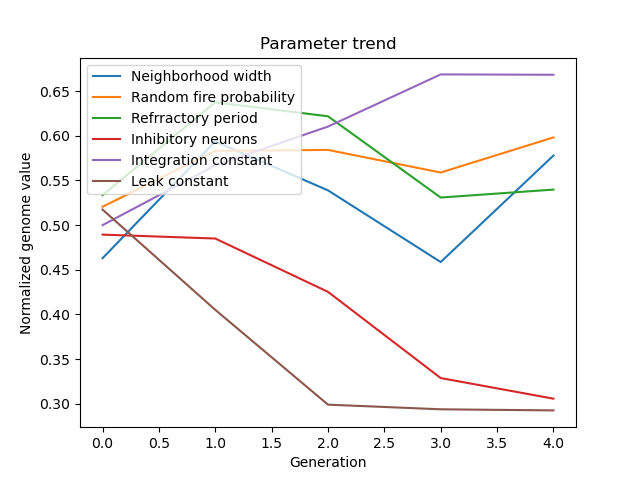 Parameter trend
Neighborhood width
Random fire probability
Refrractory period
Inhibitory neurons
Integration constant
Leak constant
Normalized genome value
0.65
0.60
0.55
0.50
0.45
0.40
0.35
0.30
0.0 0.5 1.0 1.5 2.0 2.5 3.0 3.5 4.0
Generation